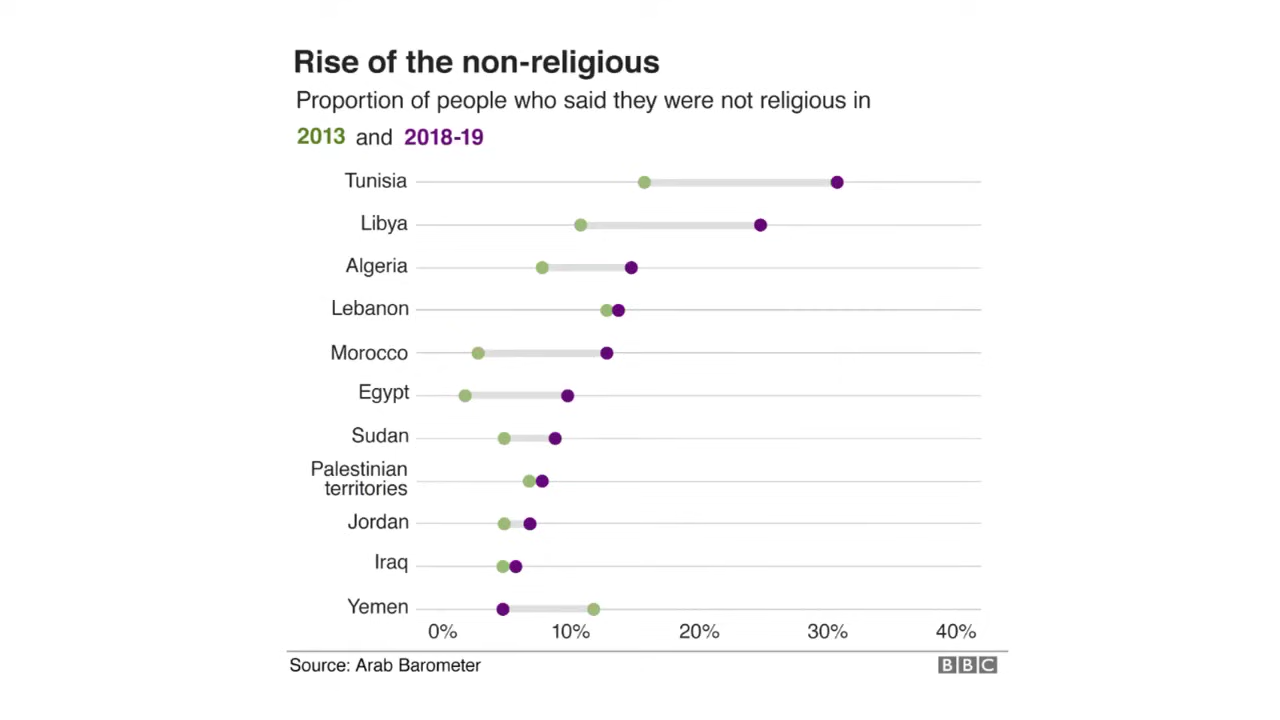 Rise of the non-religious
Proportion of people who said they were not religious in
2013 and 2018-19
Tunisia
Libya
Algeria
Lebanon
Morocco
Egypt
Sudan
Palestinian
territories
Jordan
Iraq
Yemen
0% 10% 20% 30% 40%
Source: Arab Barometer
BBC